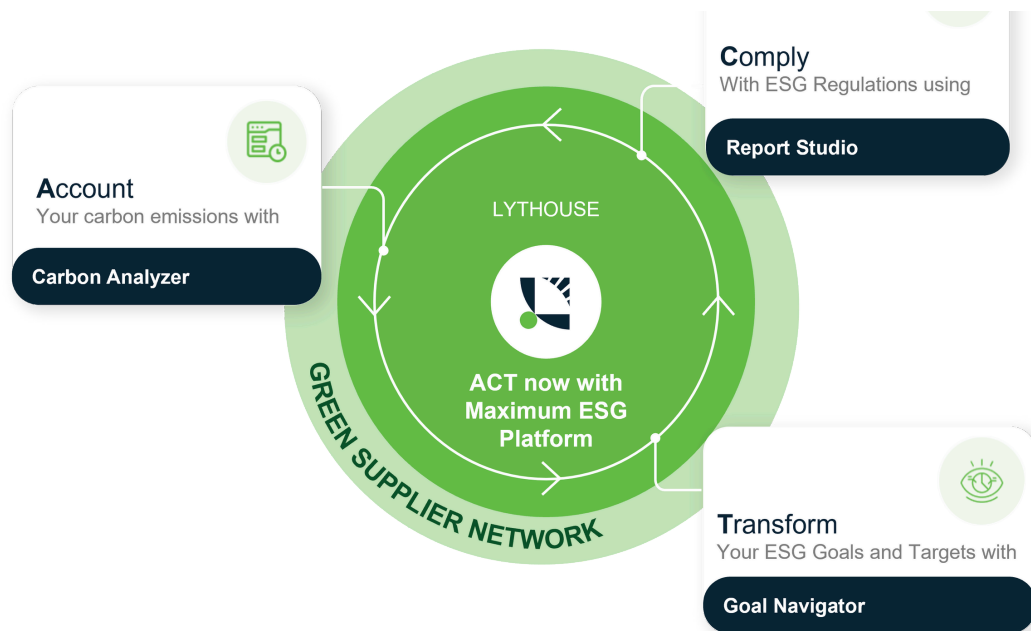 Comply
With ESG Regulations using
Report Studio
Account
Your carbon emissions with
Carbon Analyzer
LYTHOUSE
ACT now with
Maximum ESG
Platform
GREEN SUPPLIER NETWORK
Transform
Your ESG Goals and Targets with
Goal Navigator